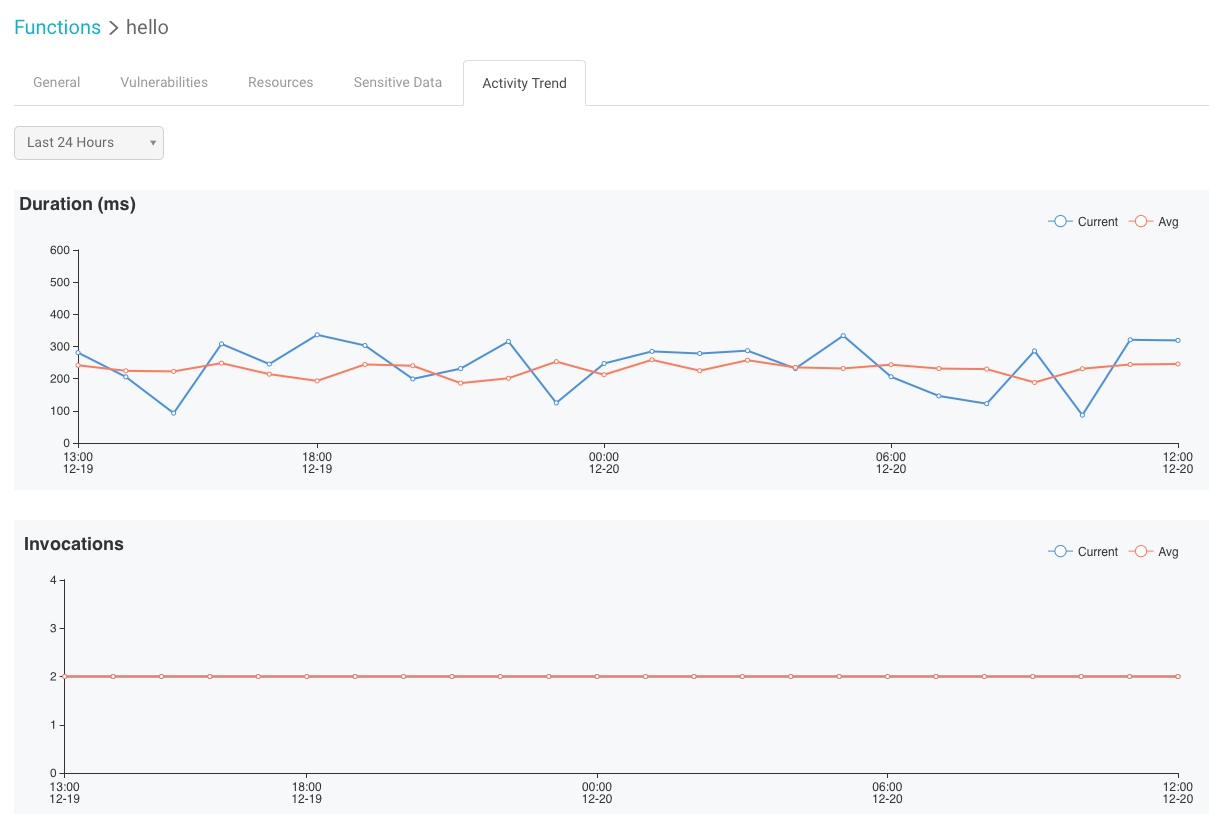 Functions > hello
General Vulnerabilities Resources Sensitive Data Activity Trend
Last 24 Hours
Duration (ms)
Current Avg
600
500
400
300
200
100
0
13:00 18:00 00:00 06:00 12:00
12-19 12-19 12-20 12-20 12-20
Invocations
Current Avg
4
3
2
1
0
13:00 18:00 00:00 06:00 12:00
12-19 12-19 12-20 12-20 12-20